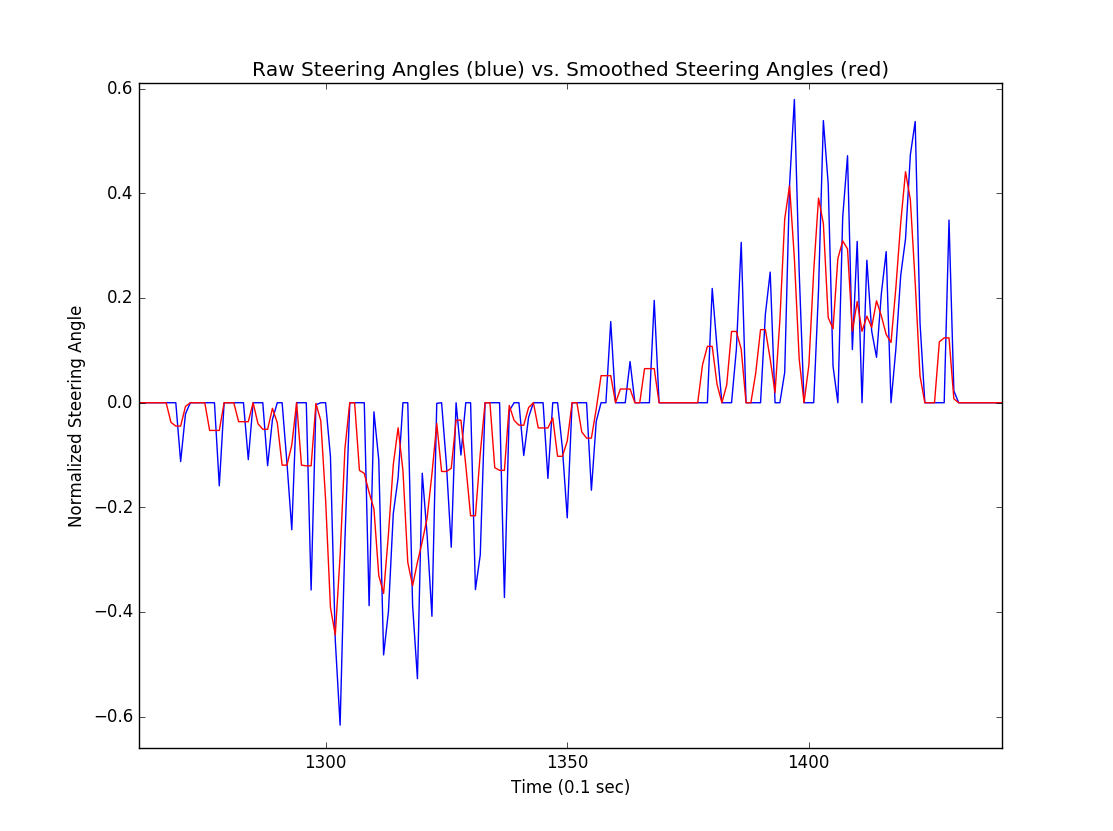 Raw Steering Angles (blue) vs. Smoothed Steering Angles (red)
0.6
0.4
0.2
0.0
−0.2
−0.4
−0.6
Normalized Steering Angle
1300 1350 1400
Time (0.1 sec)